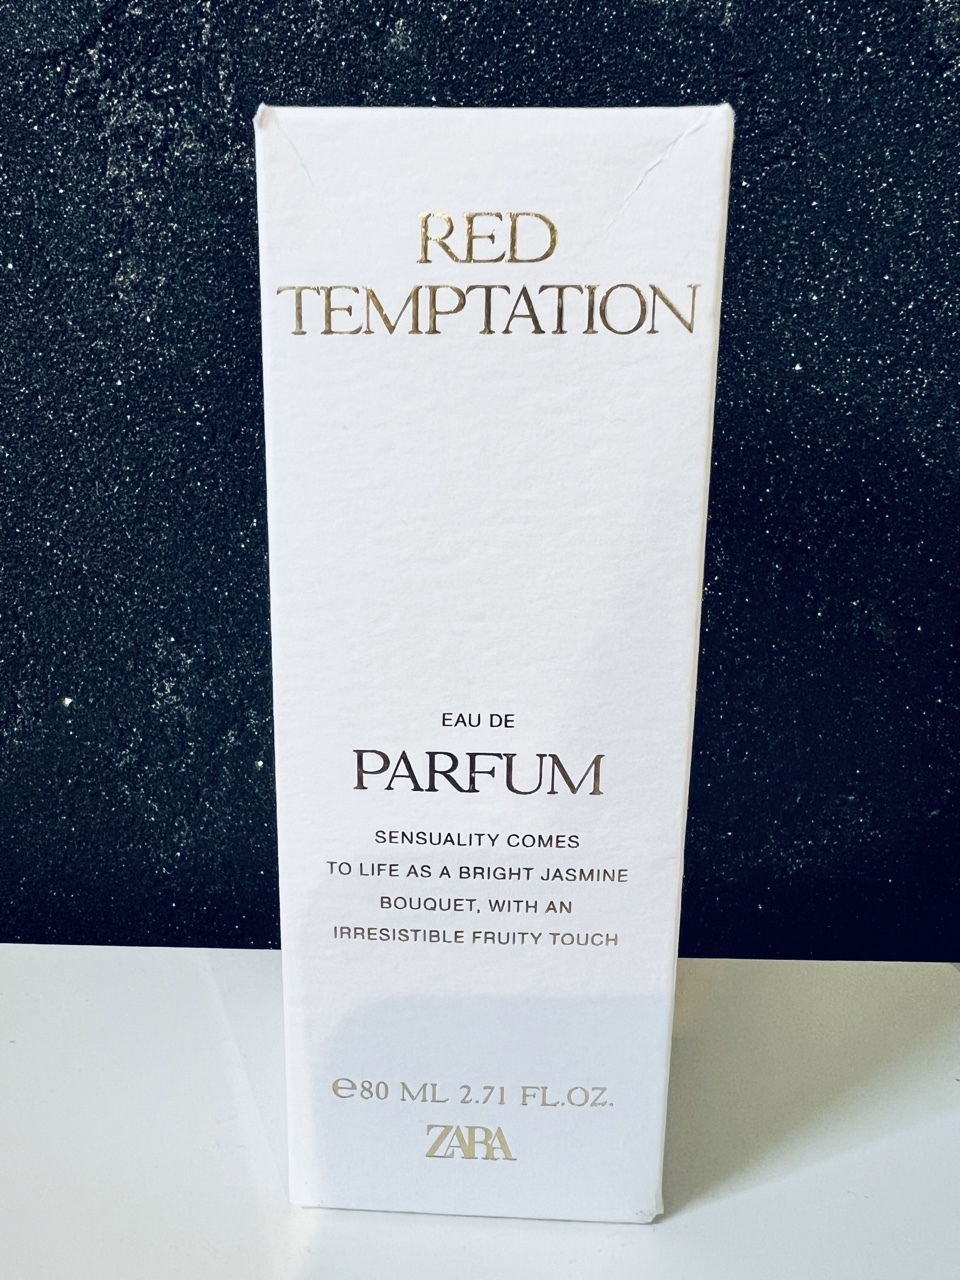 RED
TEMPTATION
EAU DE
PARFUM
SENSUALITY COMES
TO LIFE AS A BRIGHT JASMINE
BOUQUET, WITH AN
IRRESISTIBLE FRUITY TOUCH
℮80 ML 2.71 FL.OZ.
ZARA